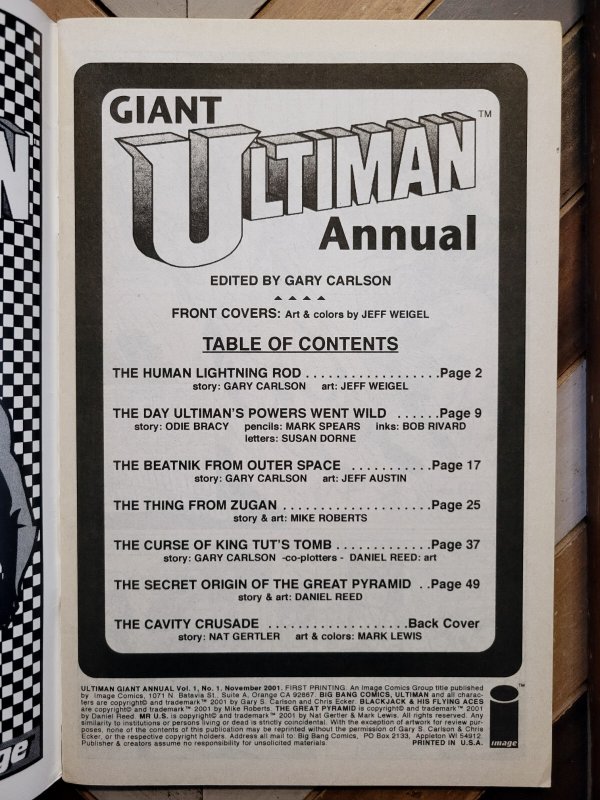 GIANT
ULTIMAN™
Annual
EDITED BY GARY CARLSON
FRONT COVERS: Art & colors by JEFF WEIGEL
TABLE OF CONTENTS
THE HUMAN LIGHTNING ROD . . . . . . . . . . . . . . . . . .Page 2
story: GARY CARLSON art: JEFF WEIGEL
THE DAY ULTIMAN'S POWERS WENT WILD . . . . . .Page 9
story: ODIE BRACY pencils: MARK SPEARS inks: BOB RIVARD
letters: SUSAN DORNE
THE BEATNIK FROM OUTER SPACE . . . . . . . . . . .Page 17
story: GARY CARLSON art: JEFF AUSTIN
THE THING FROM ZUGAN . . . . . . . . . . . . . . . . . . . .Page 25
story & art: MIKE ROBERTS
THE CURSE OF KING TUT'S TOMB . . . . . . . . . . . . .Page 37
story: GARY CARLSON -co-plotters - DANIEL REED: art
THE SECRET ORIGIN OF THE GREAT PYRAMID . .Page 49
story & art: DANIEL REED
THE CAVITY CRUSADE . . . . . . . . . . . . . . . . . . .Back Cover
story: NAT GERTLER art & colors: MARK LEWIS
ULTIMAN GIANT ANNUAL Vol. 1, No. 1. November 2001. FIRST PRINTING. An Image Comics Group title published
by Image Comics, 1071 N. Batavia St., Suite A, Orange CA 92867. BIG BANG COMICS, ULTIMAN and all charac-
ters are copyright© and trademark™ 2001 by Gary S. Carlson and Chris Ecker. BLACKJACK & HIS FLYING ACES
are copyright© and trademark™ 2001 by Mike Roberts. THE GREAT PYRAMID is copyright© and trademark™ 2001
by Daniel Reed. MR U.S. is copyright© and trademark™ 2001 by Nat Gertler & Mark Lewis. All rights reserved. Any
similarity to institutions or persons living or dead is strictly coincidental. With the exception of artwork for review pur-
poses, none of the contents of this publication may be reprinted without the permission of Gary S. Carlson & Chris
Ecker, or the respective copyright holders. Address all mail to: Big Bang Comics, PO Box 2133, Appleton WI 54912.
Publisher & creators assume no responsibility for unsolicited materials. PRINTED IN U.S.A.
™
image
N
ge